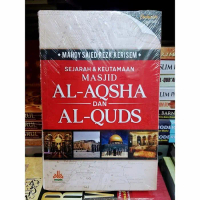 MAHDY SAIED REZK KERISEM
SEJARAH & KEUTAMAAN
MASJID
AL-AQSHA
DAN
AL-QUDS